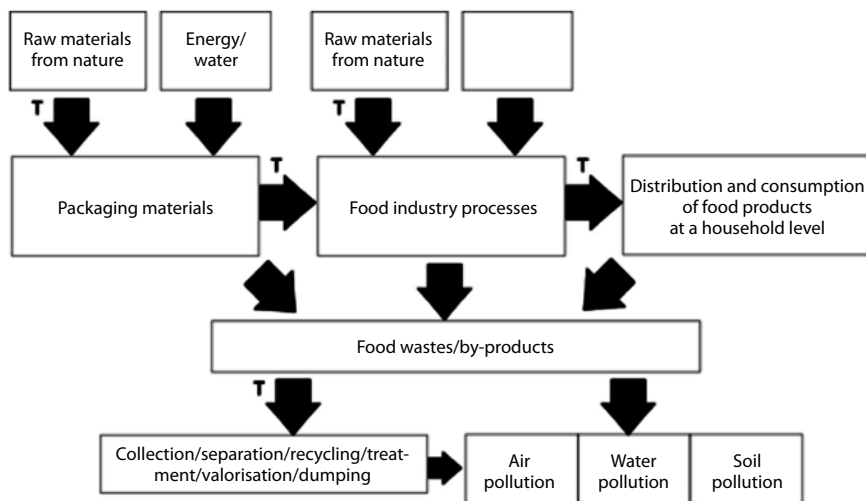 Raw materials
from nature
Energy/
water
Raw materials
from nature
T
T
Packaging materials
T
Food industry processes
T
Distribution and consumption
of food products
at a household level
Food wastes/by-products
T
Collection/separation/recycling/treat-
ment/valorisation/dumping
Air
pollution
Water
pollution
Soil
pollution